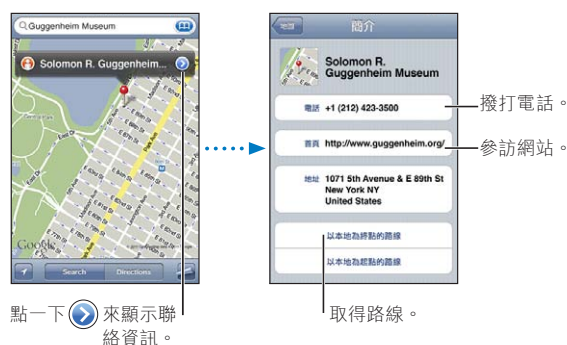 Guggenheim Museum
Solomon R. Guggenheim...
Park Ave
Google
Search
Directions
點一下
來顯示聯
絡資訊。
地圖
簡介
Solomon R.
Guggenheim Museum
電話 +1 (212) 423-3500
撥打電話。
首頁 http://www.guggenheim.org/
參訪網站。
地址 1071 5th Avenue & E 89th St
New York NY
United States
以本地為終點的路線
以本地為起點的路線
取得路線。